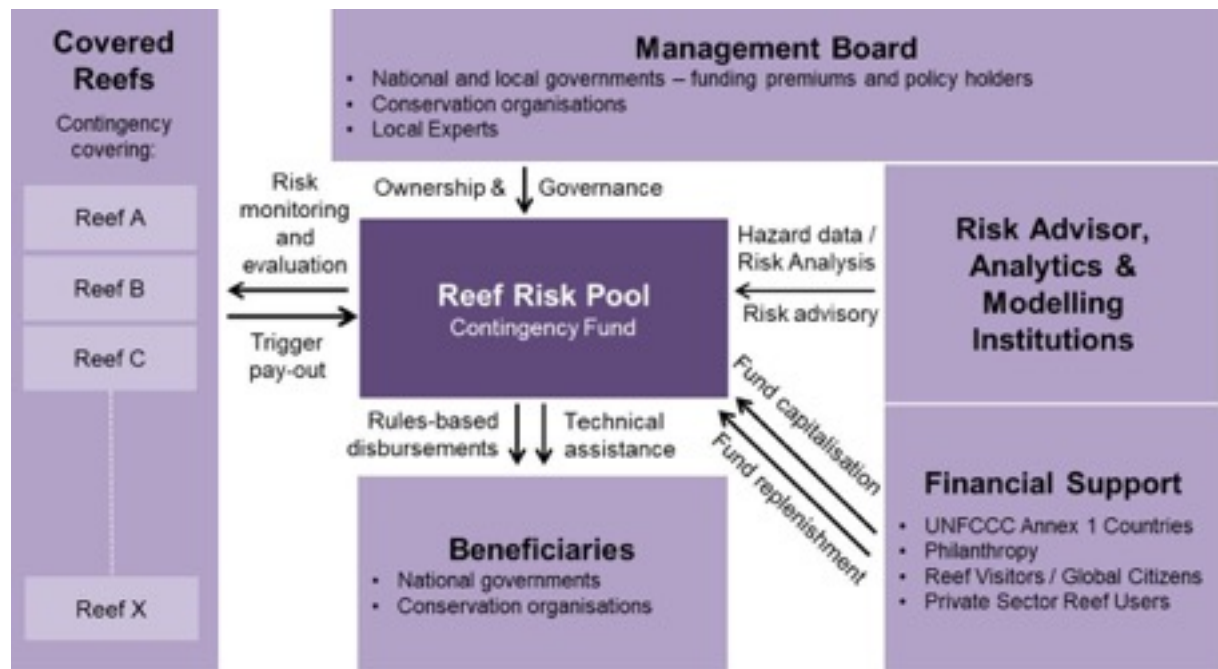 Covered
Reefs
Contingency
covering:
Reef A
Reef B
Reef C
Reef X
Management Board
• National and local governments – funding premiums and policy holders
• Conservation organisations
• Local Experts
Risk
monitoring
and
evaluation
Trigger
pay-out
Ownership & Governance
Reef Risk Pool
Contingency Fund
Hazard data /
Risk Analysis
Risk advisory
Risk Advisor,
Analytics &
Modelling
Institutions
Rules-based
disbursements
Technical
assistance
Fund capitalisation
Fund replenishment
Beneficiaries
• National governments
• Conservation organisations
Financial Support
• UNFCCC Annex 1 Countries
• Philanthropy
• Reef Visitors / Global Citizens
• Private Sector Reef Users